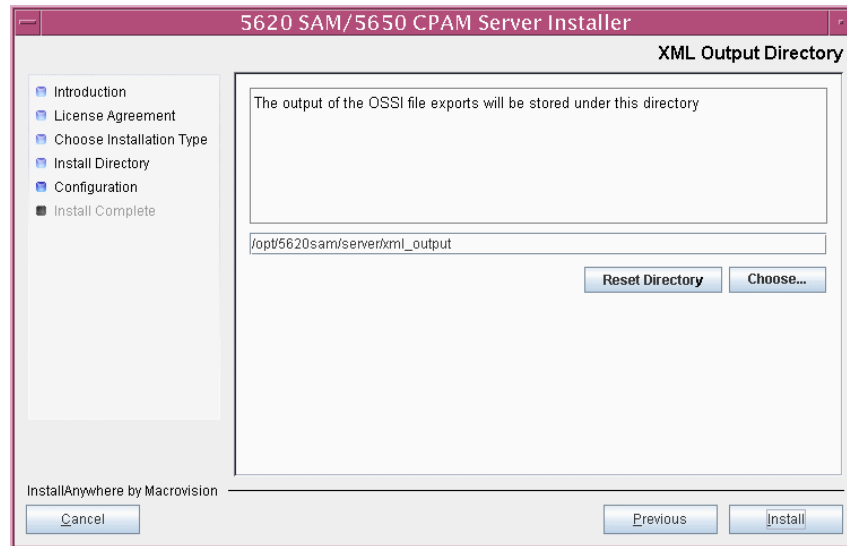 5620 SAM/5650 CPAM Server Installer
XML Output Directory
Introduction
License Agreement
Choose Installation Type
Install Directory
Configuration
Install Complete
The output of the OSSI file exports will be stored under this directory
/opt/5620sam/server/xml_output
Reset Directory
Choose...
InstallAnywhere by Macrovision
Cancel
Previous
Install